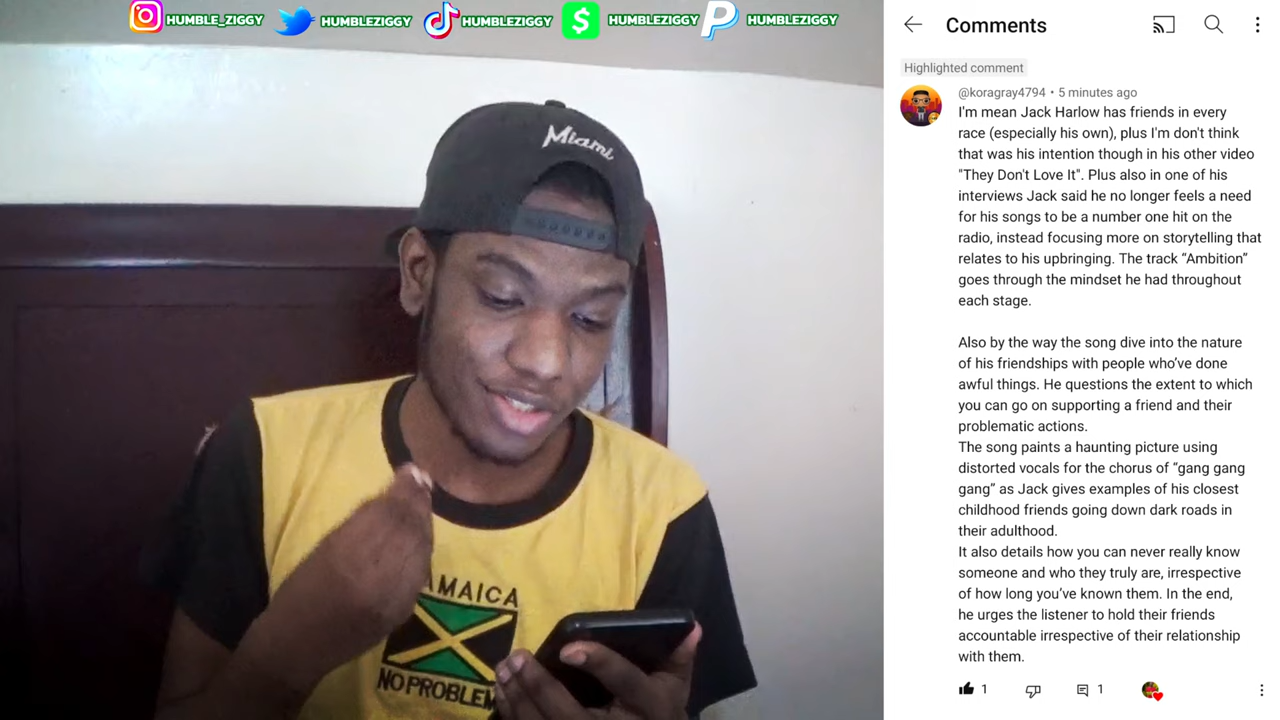 HUMBLE_ZIGGY
HUMBLEZIGGY
HUMBLEZIGGY
$
HUMBLEZIGGY
HUMBLEZIGGY
Miami
JAMAICA
NO PROBLEM
Comments
Highlighted comment
@koragray4794 • 5 minutes ago
I'm mean Jack Harlow has friends in every
race (especially his own), plus I'm don't think
that was his intention though in his other video
"They Don't Love It". Plus also in one of his
interviews Jack said he no longer feels a need
for his songs to be a number one hit on the
radio, instead focusing more on storytelling that
relates to his upbringing. The track “Ambition”
goes through the mindset he had throughout
each stage.
Also by the way the song dive into the nature
of his friendships with people who’ve done
awful things. He questions the extent to which
you can go on supporting a friend and their
problematic actions.
The song paints a haunting picture using
distorted vocals for the chorus of “gang gang
gang” as Jack gives examples of his closest
childhood friends going down dark roads in
their adulthood.
It also details how you can never really know
someone and who they truly are, irrespective
of how long you’ve known them. In the end,
he urges the listener to hold their friends
accountable irrespective of their relationship
with them.
1
1